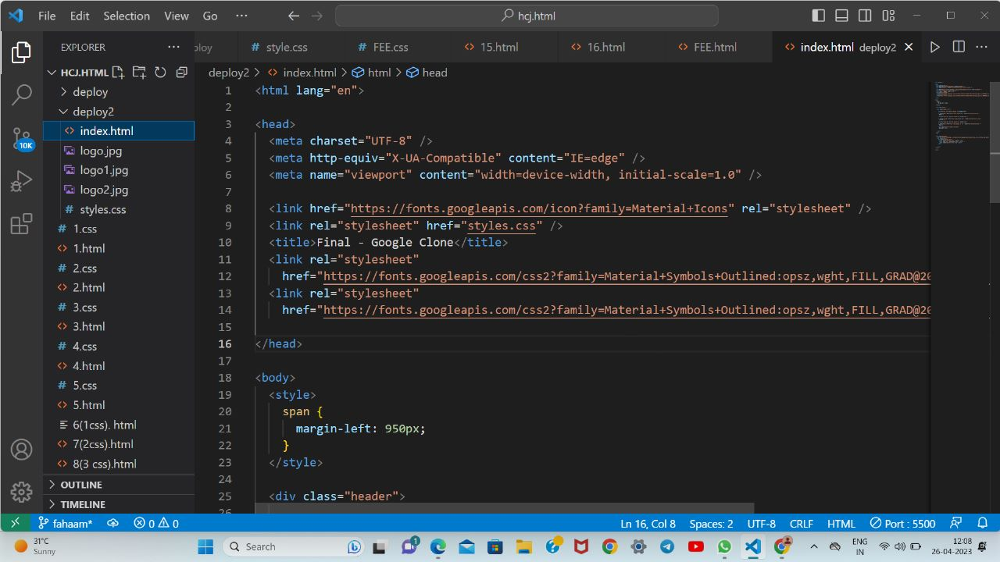 File Edit Selection View Go ··· hcj.html
EXPLORER ···
HCJ.HTML
deploy
deploy2
index.html
logo.jpg
logo1.jpg
logo2.jpg
styles.css
1.css
1.html
2.css
2.html
3.css
3.html
4.css
4.html
5.css
5.html
6(1css). html
7(2css).html
8(3 css).html
OUTLINE
TIMELINE
10K
ploy # style.css # FEE.css <> 15.html <> 16.html <> FEE.html <> index.html deploy2 ···
deploy2 > <> index.html > html > head
1 <html lang="en">
2
3 <head>
4 <meta charset="UTF-8" />
5 <meta http-equiv="X-UA-Compatible" content="IE=edge" />
6 <meta name="viewport" content="width=device-width, initial-scale=1.0" />
7
8 <link href="https://fonts.googleapis.com/icon?family=Material+Icons" rel="stylesheet" />
9 <link rel="stylesheet" href="styles.css" />
10 <title>Final - Google Clone</title>
11 <link rel="stylesheet"
12 href="https://fonts.googleapis.com/css2?family=Material+Symbols+Outlined:opsz,wght,FILL,GRAD@20
13 <link rel="stylesheet"
14 href="https://fonts.googleapis.com/css2?family=Material+Symbols+Outlined:opsz,wght,FILL,GRAD@20
15
16 </head>
17
18 <body>
19 <style>
20 span {
21 margin-left: 950px;
22 }
23 </style>
24
25 <div class="header">
26
fahaam* 0 0 Ln 16, Col 8 Spaces: 2 UTF-8 CRLF HTML Port : 5500
31°C
Sunny
Search
1
ENG
IN
12:08
26-04-2023